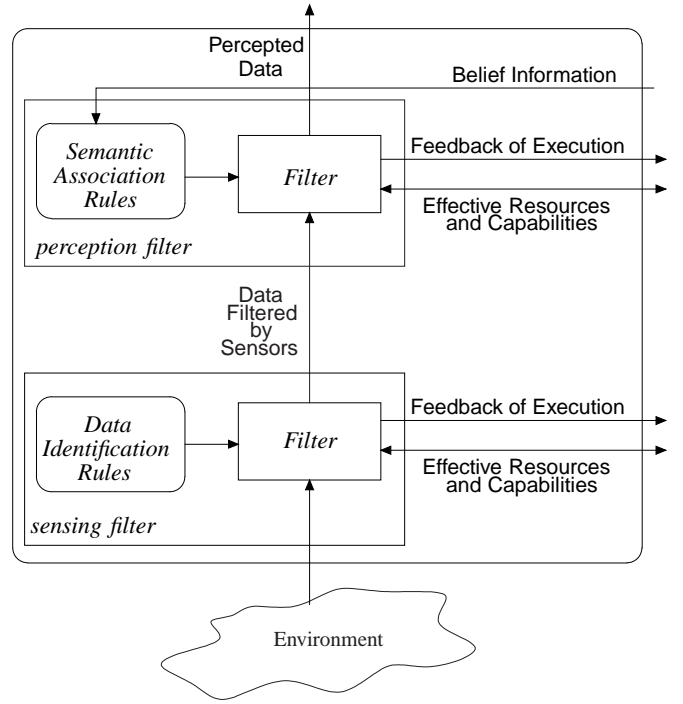 Percepted
Data
Belief Information
Semantic
Association
Rules
Filter
Feedback of Execution
Effective Resources
and Capabilities
perception filter
Data
Filtered
by
Sensors
Data
Identification
Rules
Filter
Feedback of Execution
Effective Resources
and Capabilities
sensing filter
Environment